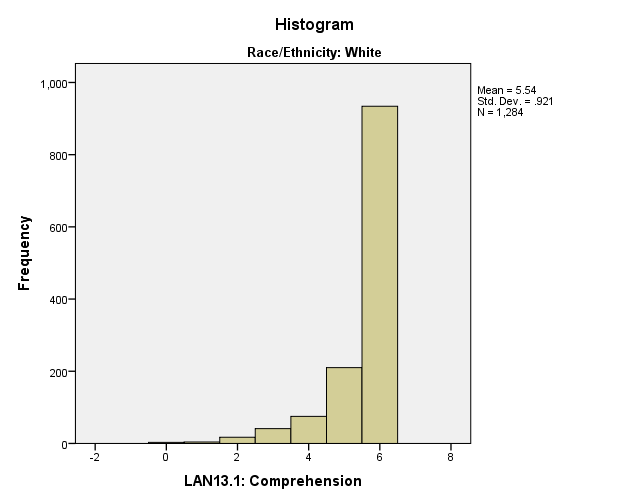 Histogram
Race/Ethnicity: White
1,000
800
600
400
200
0
Frequency
-2 0 2 4 6 8
LAN13.1: Comprehension
Mean = 5.54
Std. Dev. = .921
N = 1,284